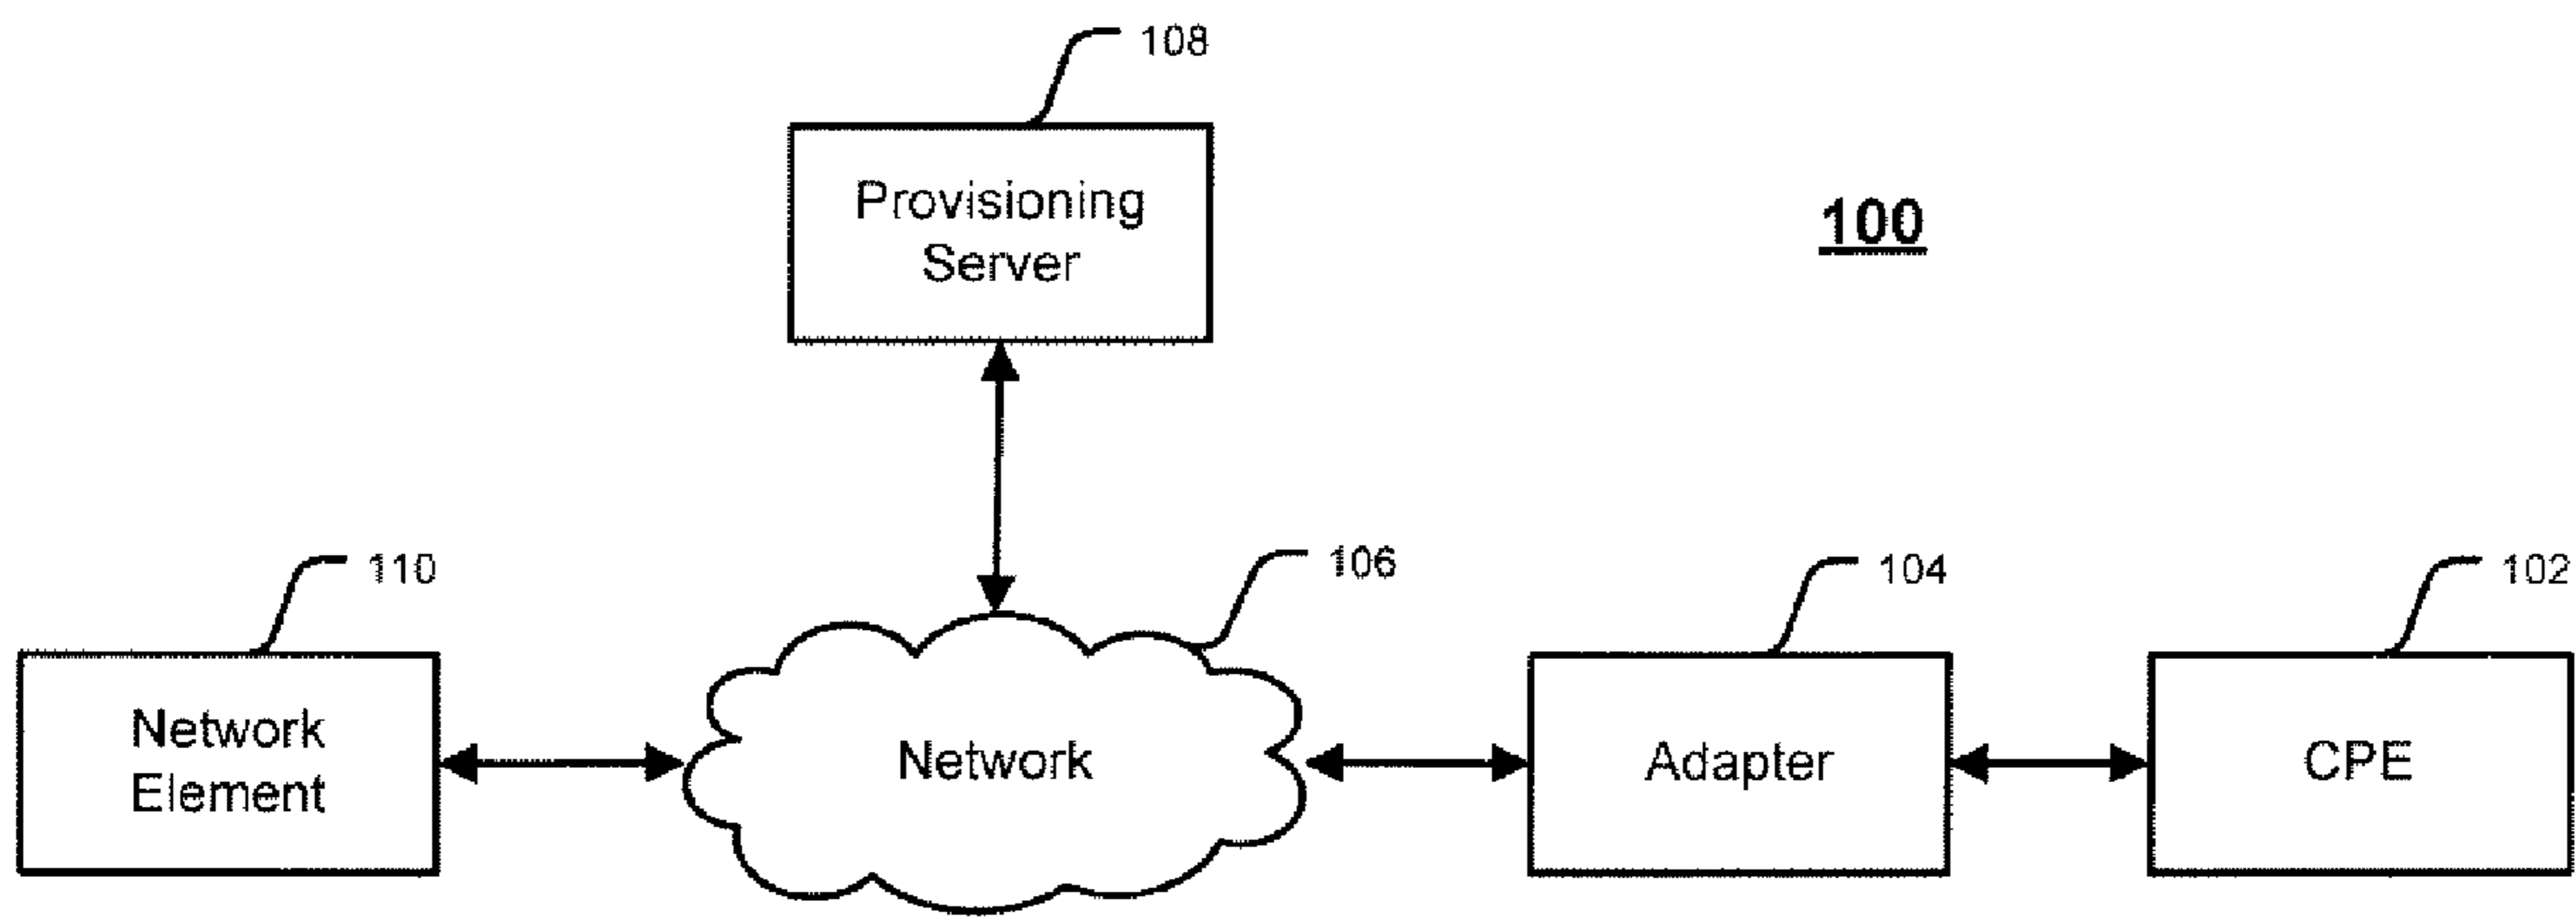 108
Provisioning
Server
100
110
106
104
102
Network
Element
Network
Adapter
CPE